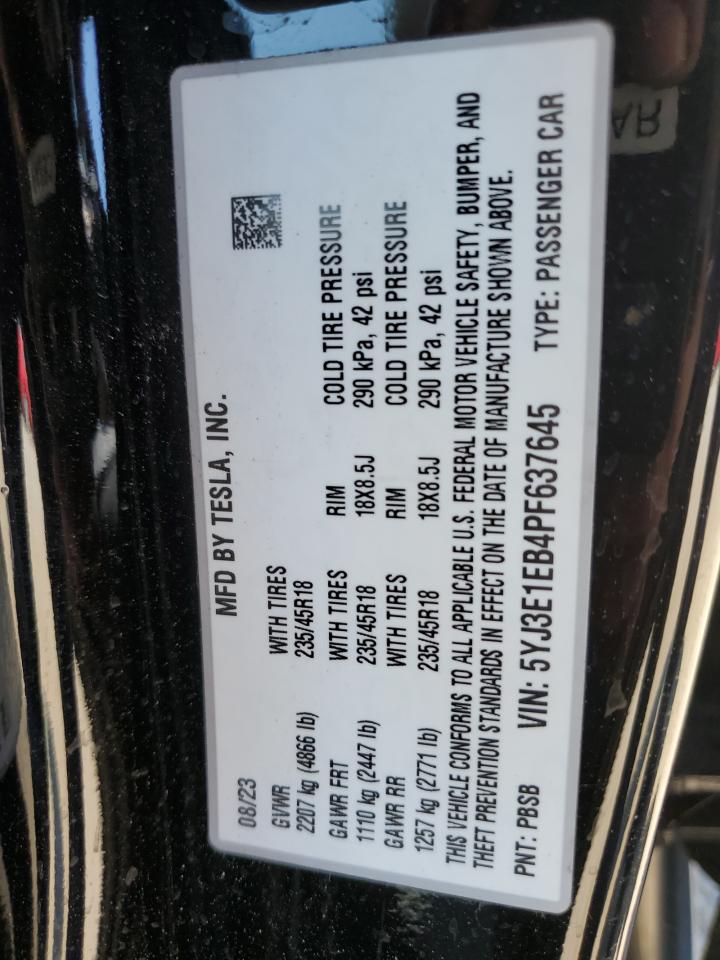 MFD BY TESLA, INC.
08/23
GVWR WITH TIRES
2207 kg (4866 lb) 235/45R18
GAWR FRT WITH TIRES RIM COLD TIRE PRESSURE
1110 kg (2447 lb) 235/45R18 18X8.5J 290 kPa, 42 psi
GAWR RR WITH TIRES RIM COLD TIRE PRESSURE
1257 kg (2771 lb) 235/45R18 18X8.5J 290 kPa, 42 psi
THIS VEHICLE CONFORMS TO ALL APPLICABLE U.S. FEDERAL MOTOR VEHICLE SAFETY, BUMPER, AND
THEFT PREVENTION STANDARDS IN EFFECT ON THE DATE OF MANUFACTURE SHOWN ABOVE.
PNT: PBSB VIN: 5YJ3E1EB4PF637645 TYPE: PASSENGER CAR